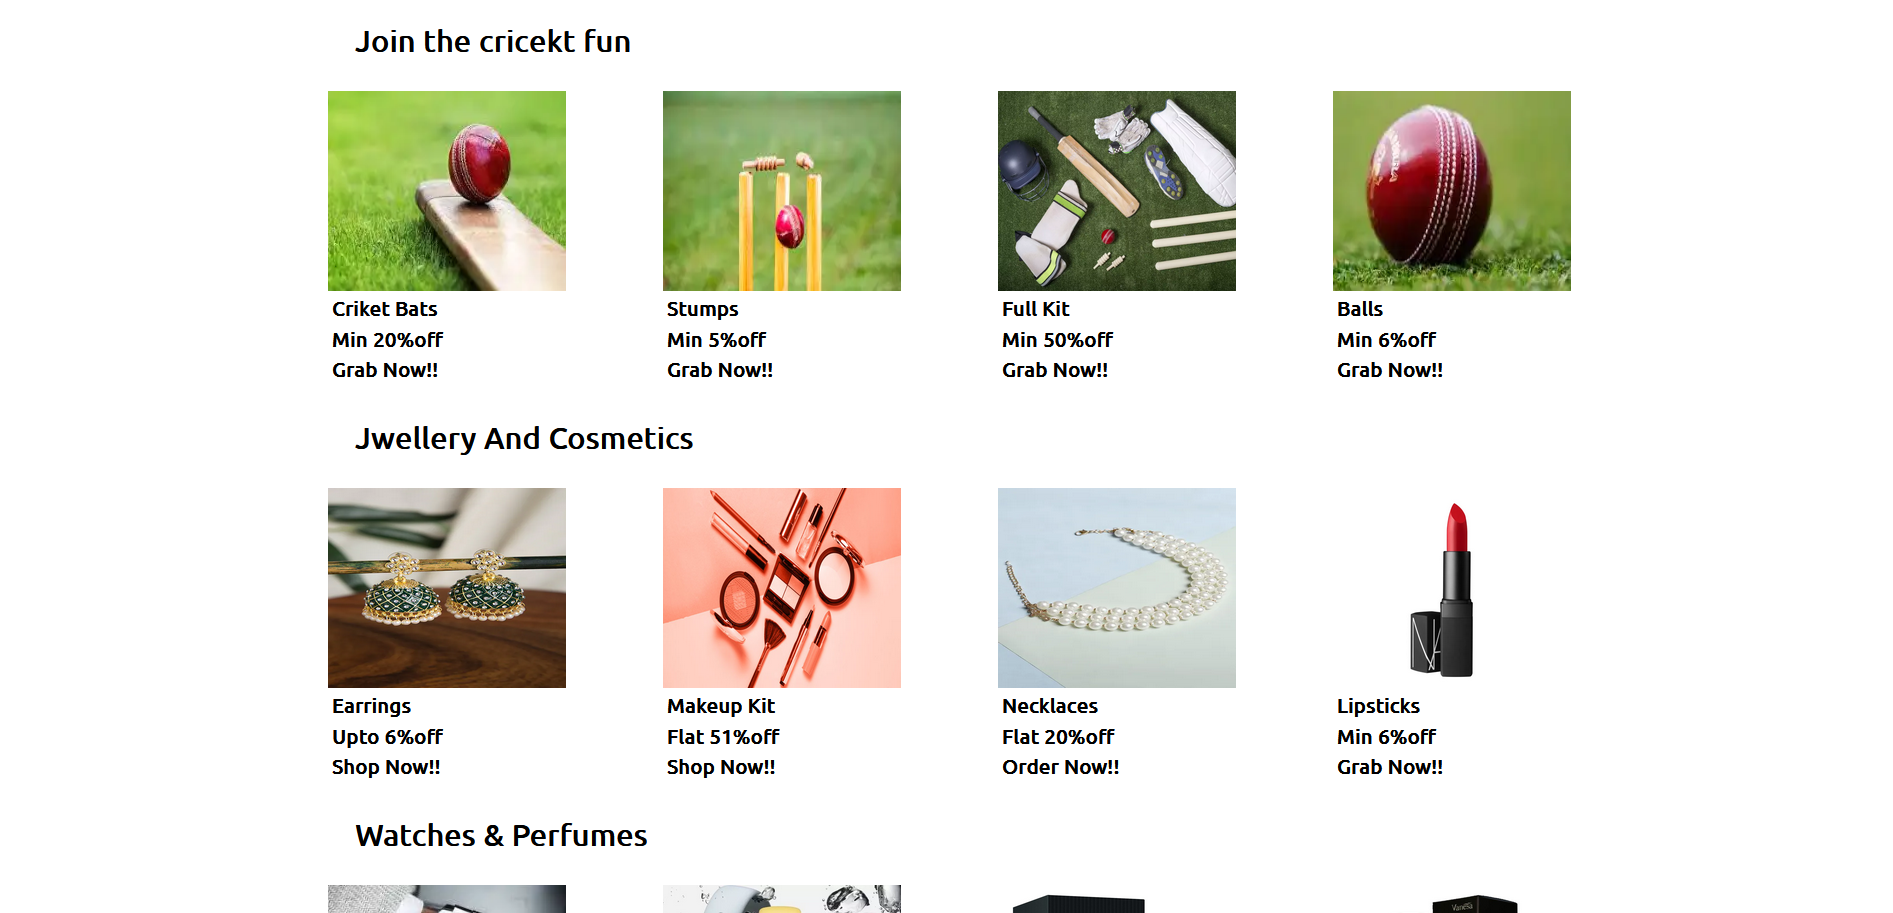 Join the cricekt fun
Criket Bats
Min 20%off
Grab Now!!
Stumps
Min 5%off
Grab Now!!
Full Kit
Min 50%off
Grab Now!!
Balls
Min 6%off
Grab Now!!
Jwellery And Cosmetics
Earrings
Upto 6%off
Shop Now!!
Makeup Kit
Flat 51%off
Shop Now!!
Necklaces
Flat 20%off
Order Now!!
Lipsticks
Min 6%off
Grab Now!!
Watches & Perfumes
Vanesa